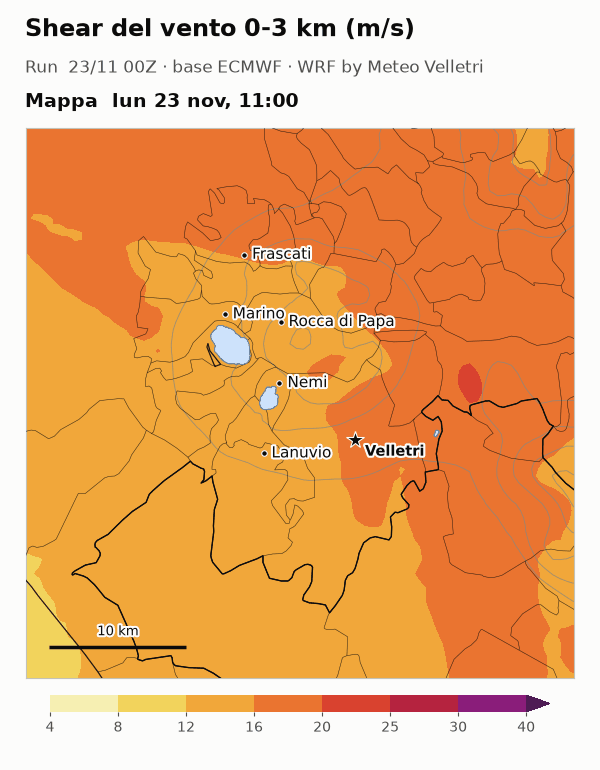 Shear del vento 0-3 km (m/s)
Run  23/11 00Z · base ECMWF · WRF by Meteo Velletri
Mappa  lun 23 nov, 11:00
Frascati
Marino
Rocca di Papa
Nemi
Velletri
Lanuvio
10 km
4 8 12 16 20 25 30 40